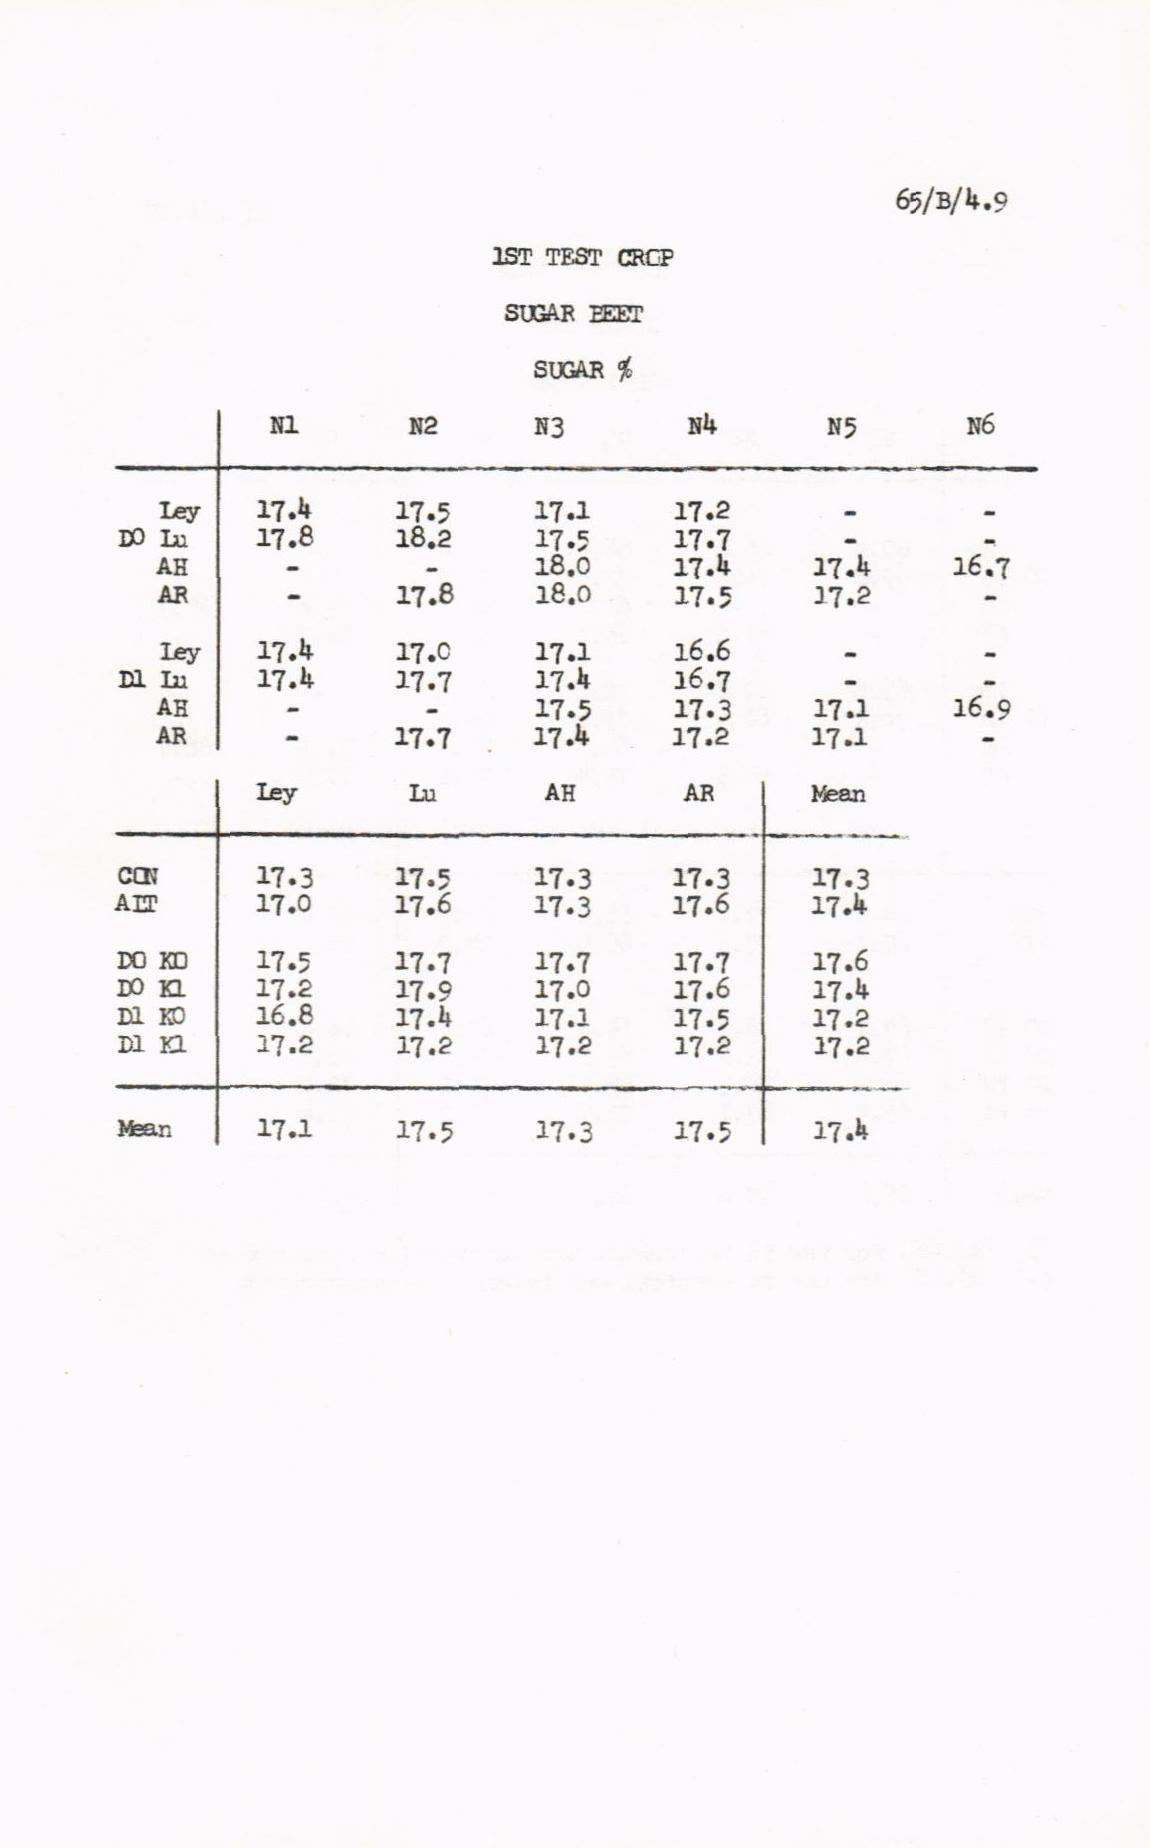 65/B/4.9
1ST TEST CROP
SUGAR BEET
SUGAR %
N1 N2 N3 N4 N5 N6
Ley 17.4 17.5 17.1 17.2 - -
D0 Lu 17.8 18.2 17.5 17.7 - -
AH - - 18.0 17.4 17.4 16.7
AR - 17.8 18.0 17.5 17.2 -
Ley 17.4 17.0 17.1 16.6 - -
D1 Lu 17.4 17.7 17.4 16.7 - -
AH - - 17.5 17.3 17.1 16.9
AR - 17.7 17.4 17.2 17.1 -
Ley Lu AH AR Mean
CON 17.3 17.5 17.3 17.3 17.3
ALT 17.0 17.6 17.3 17.6 17.4
D0 K0 17.5 17.7 17.7 17.7 17.6
D0 K1 17.2 17.9 17.0 17.6 17.4
D1 K0 16.8 17.4 17.1 17.5 17.2
D1 K1 17.2 17.2 17.2 17.2 17.2
Mean 17.1 17.5 17.3 17.5 17.4